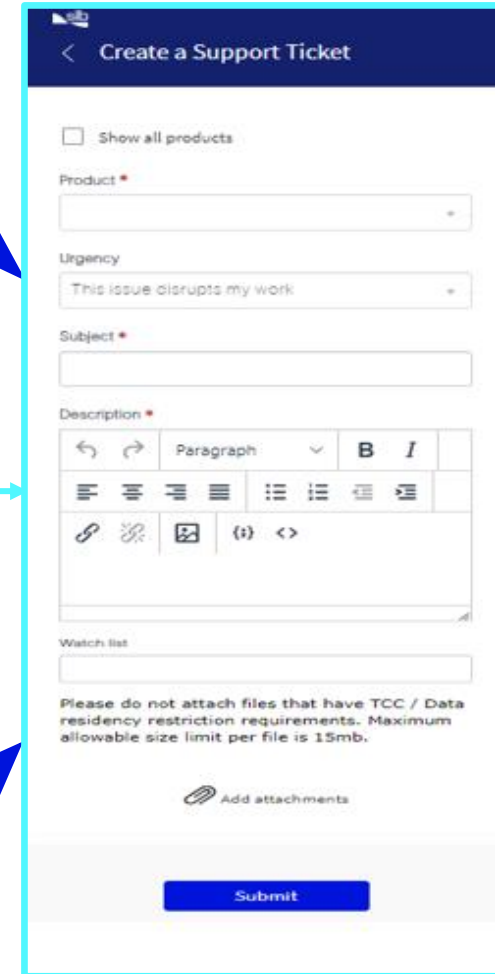 slb
< Create a Support Ticket
Show all products
Product *
Urgency
This issue disrupts my work
Subject *
Description *
Paragraph B I
{;} <>
Watch list
Please do not attach files that have TCC / Data
residency restriction requirements. Maximum
allowable size limit per file is 15mb.
Add attachments
Submit